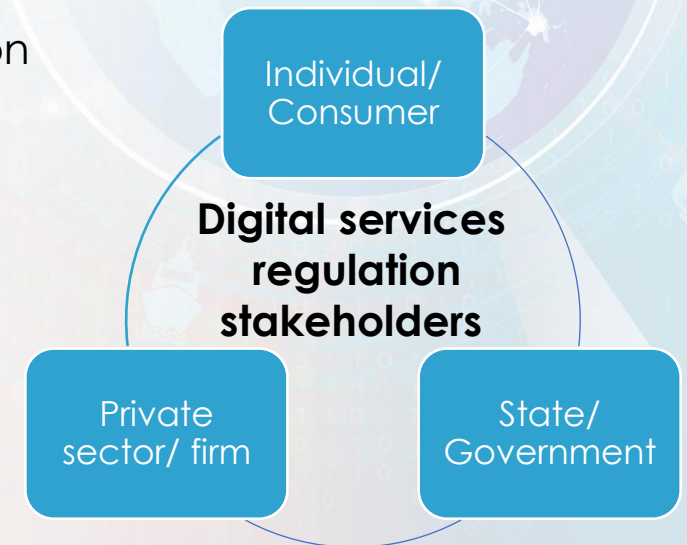 on
Individual/
Consumer
Digital services
regulation
stakeholders
Private
sector/ firm
State/
Government